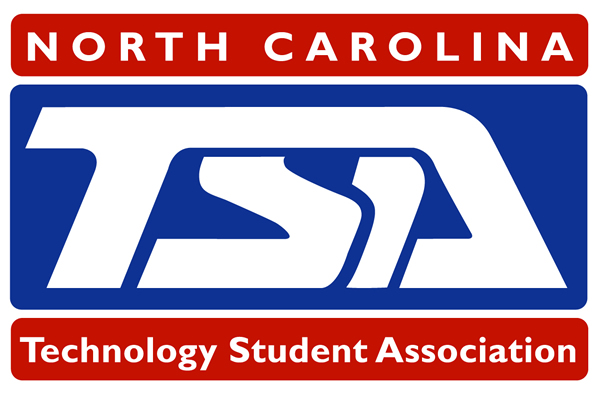 NORTH CAROLINA
TSA
Technology Student Association